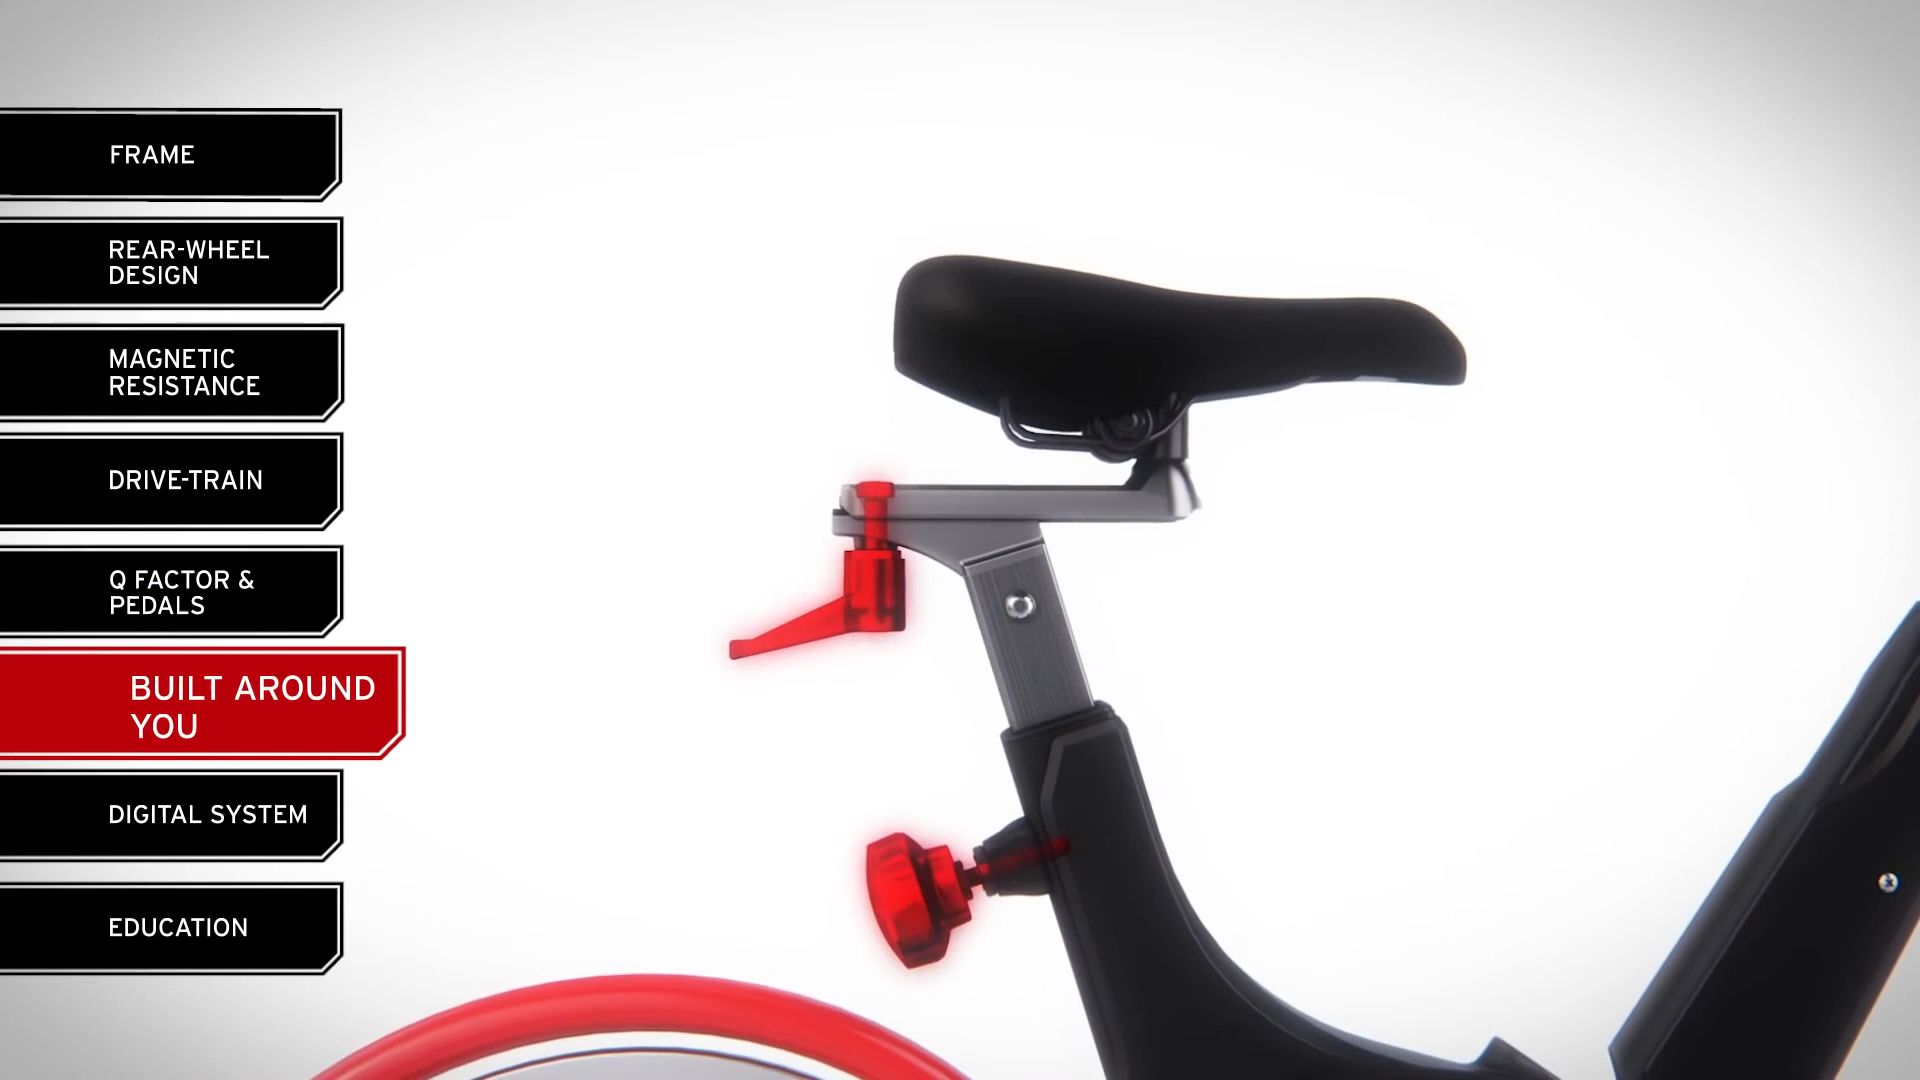 FRAME
REAR-WHEEL
DESIGN
MAGNETIC
RESISTANCE
DRIVE-TRAIN
Q FACTOR &
PEDALS
BUILT AROUND
YOU
DIGITAL SYSTEM
EDUCATION